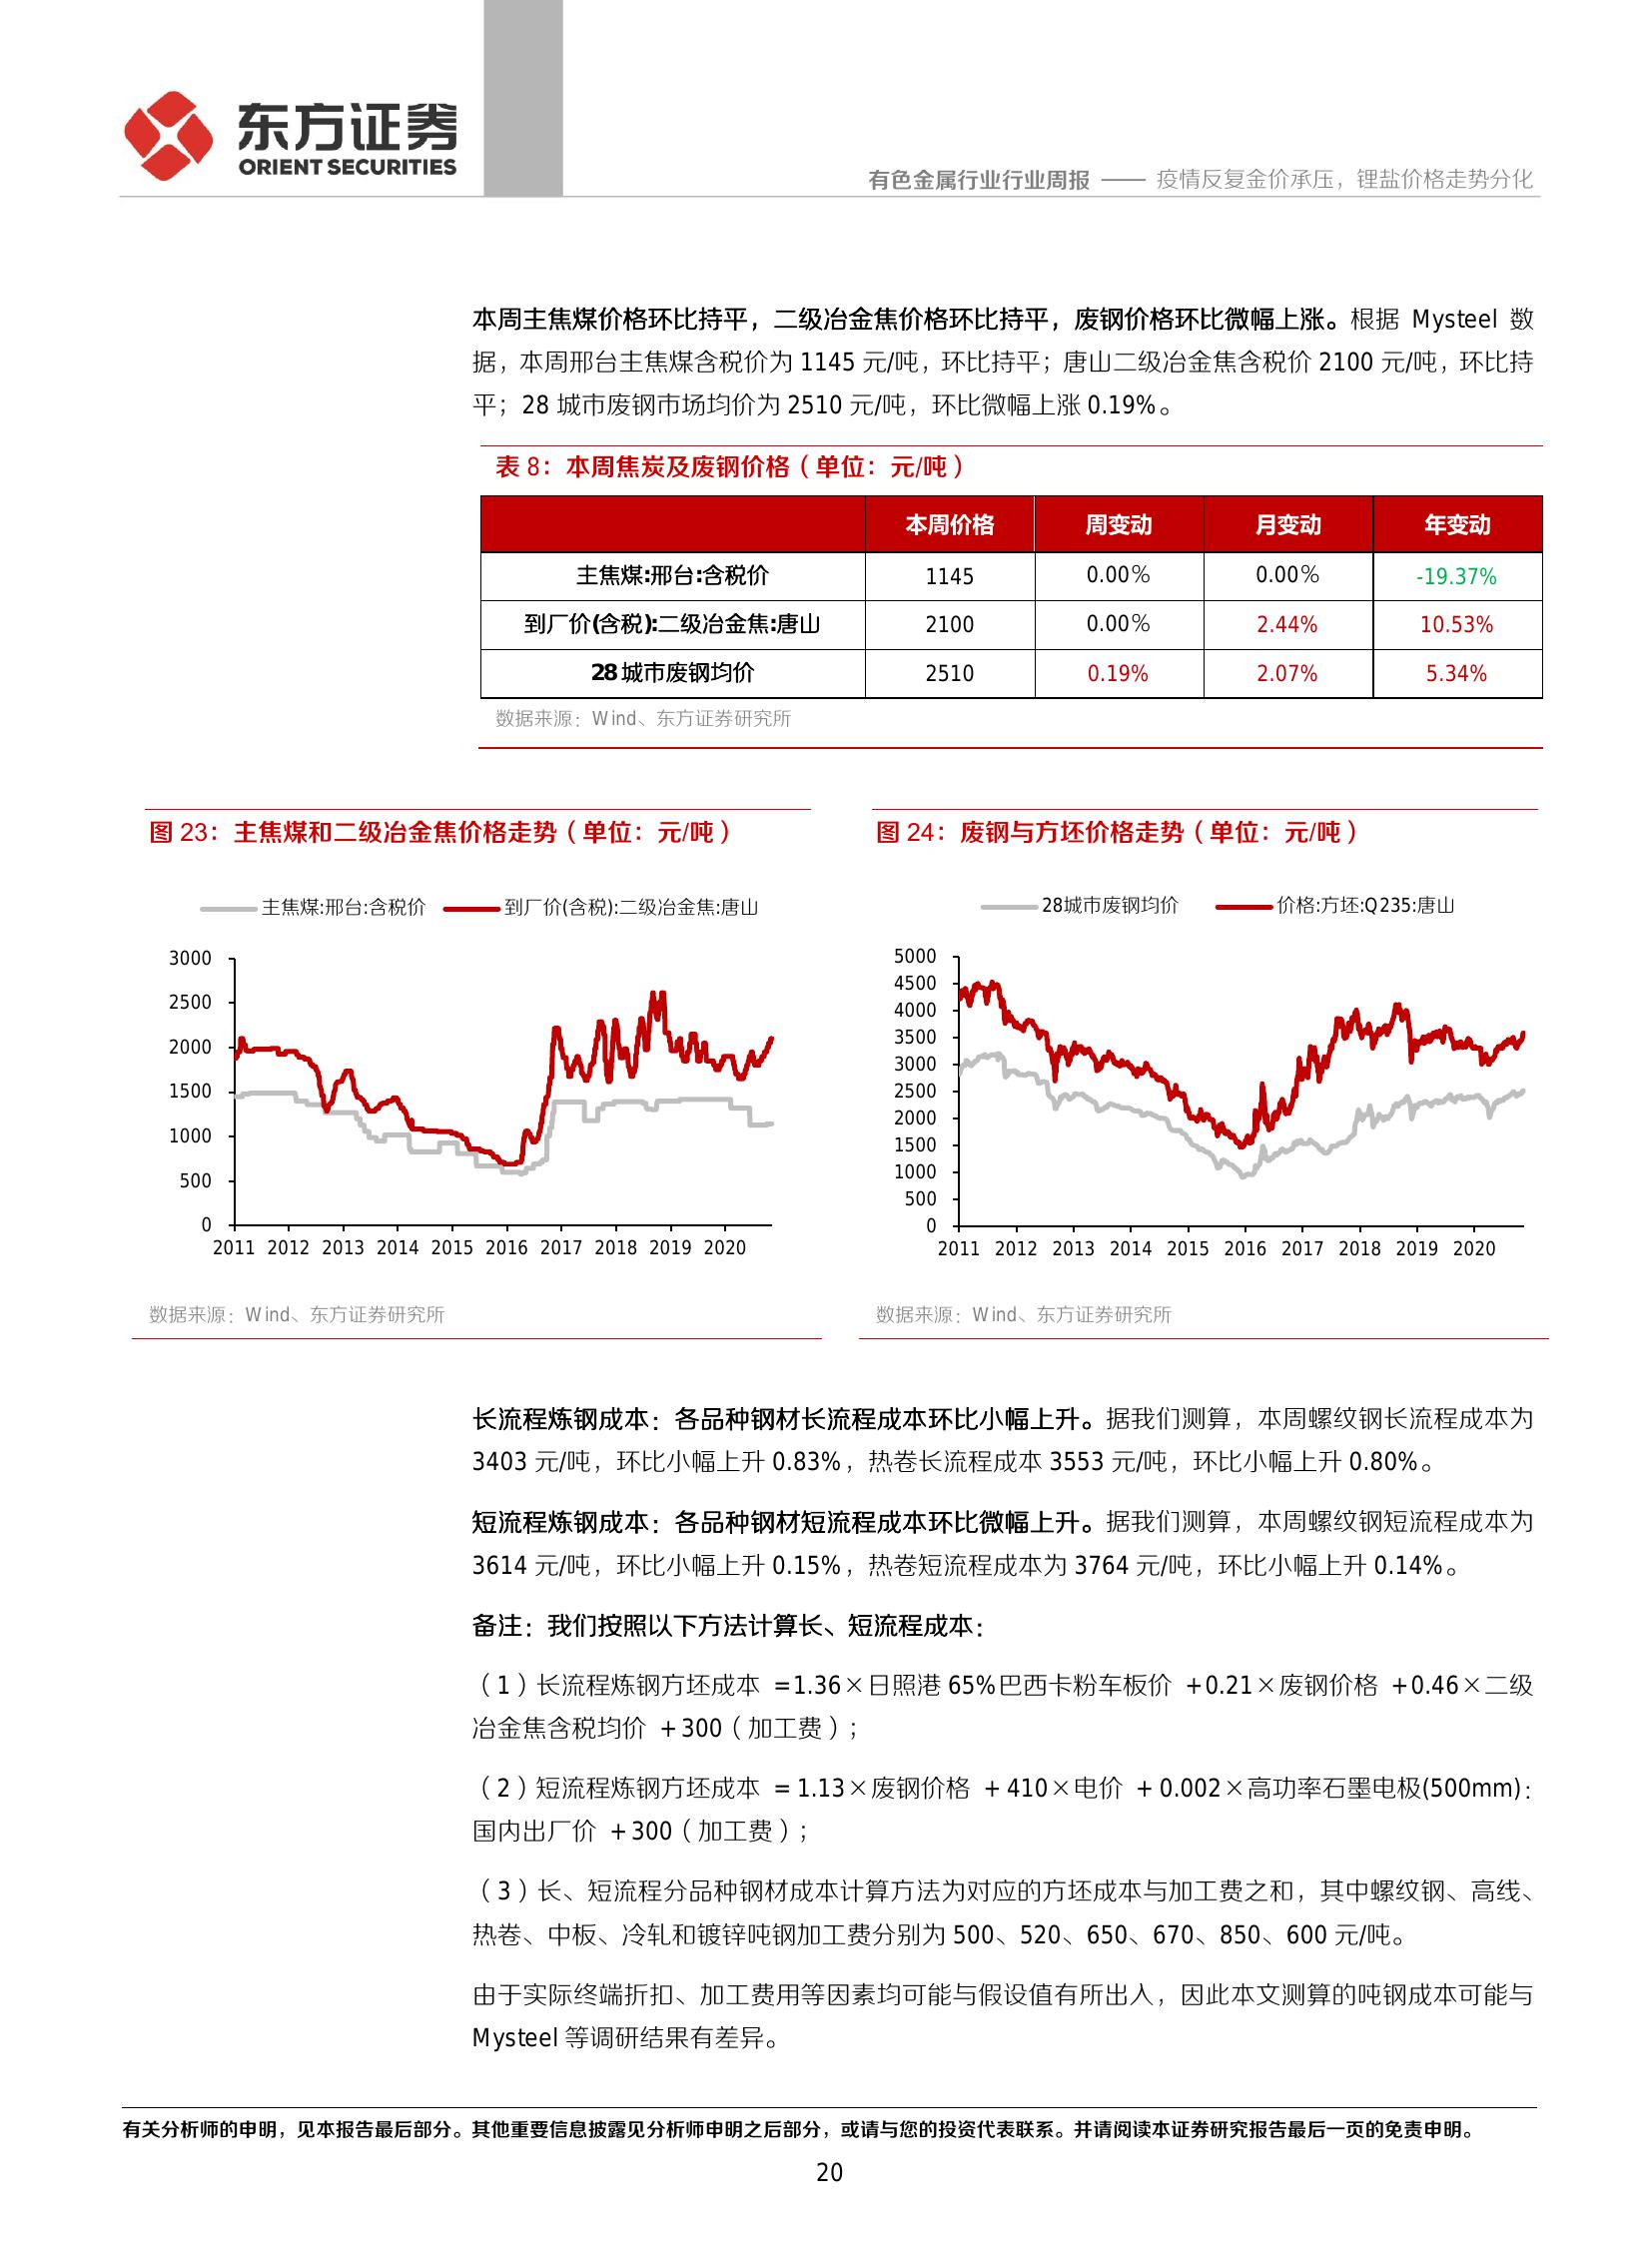 东方证券
ORIENT SECURITIES
有色金属行业行业周报 —— 疫情反复金价承压，锂盐价格走势分化
本周主焦煤价格环比持平，二级冶金焦价格环比持平，废钢价格环比微幅上涨。根据 Mysteel 数
据，本周邢台主焦煤含税价为 1145 元/吨，环比持平；唐山二级冶金焦含税价 2100 元/吨，环比持
平；28 城市废钢市场均价为 2510 元/吨，环比微幅上涨 0.19%。
表 8：本周焦炭及废钢价格（单位：元/吨）
本周价格 周变动 月变动 年变动
主焦煤:邢台:含税价 1145 0.00% 0.00% -19.37%
到厂价(含税):二级冶金焦:唐山 2100 0.00% 2.44% 10.53%
28 城市废钢均价 2510 0.19% 2.07% 5.34%
数据来源：Wind、东方证券研究所
图 23：主焦煤和二级冶金焦价格走势（单位：元/吨）
主焦煤:邢台:含税价 到厂价(含税):二级冶金焦:唐山
3000
2500
2000
1500
1000
500
0
2011 2012 2013 2014 2015 2016 2017 2018 2019 2020
数据来源：Wind、东方证券研究所
图 24：废钢与方坯价格走势（单位：元/吨）
28城市废钢均价 价格:方坯:Q235:唐山
5000
4500
4000
3500
3000
2500
2000
1500
1000
500
0
2011 2012 2013 2014 2015 2016 2017 2018 2019 2020
数据来源：Wind、东方证券研究所
长流程炼钢成本：各品种钢材长流程成本环比小幅上升。据我们测算，本周螺纹钢长流程成本为
3403 元/吨，环比小幅上升 0.83%，热卷长流程成本 3553 元/吨，环比小幅上升 0.80%。
短流程炼钢成本：各品种钢材短流程成本环比微幅上升。据我们测算，本周螺纹钢短流程成本为
3614 元/吨，环比小幅上升 0.15%，热卷短流程成本为 3764 元/吨，环比小幅上升 0.14%。
备注：我们按照以下方法计算长、短流程成本：
（1）长流程炼钢方坯成本 =1.36×日照港 65%巴西卡粉车板价 +0.21×废钢价格 +0.46×二级
冶金焦含税均价 +300（加工费）；
（2）短流程炼钢方坯成本 =1.13×废钢价格 +410×电价 +0.002×高功率石墨电极(500mm)：
国内出厂价 +300（加工费）；
（3）长、短流程分品种钢材成本计算方法为对应的方坯成本与加工费之和，其中螺纹钢、高线、
热卷、中板、冷轧和镀锌吨钢加工费分别为 500、520、650、670、850、600 元/吨。
由于实际终端折扣、加工费用等因素均可能与假设值有所出入，因此本文测算的吨钢成本可能与
Mysteel 等调研结果有差异。
有关分析师的申明，见本报告最后部分。其他重要信息披露见分析师申明之后部分，或请与您的投资代表联系。并请阅读本证券研究报告最后一页的免责申明。
20